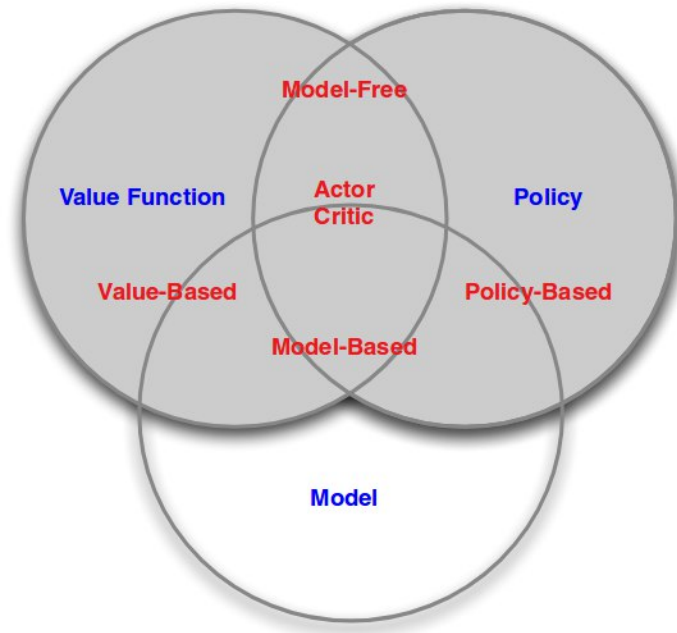 Model-Free
Value Function
Actor
Critic
Policy
Value-Based
Policy-Based
Model-Based
Model